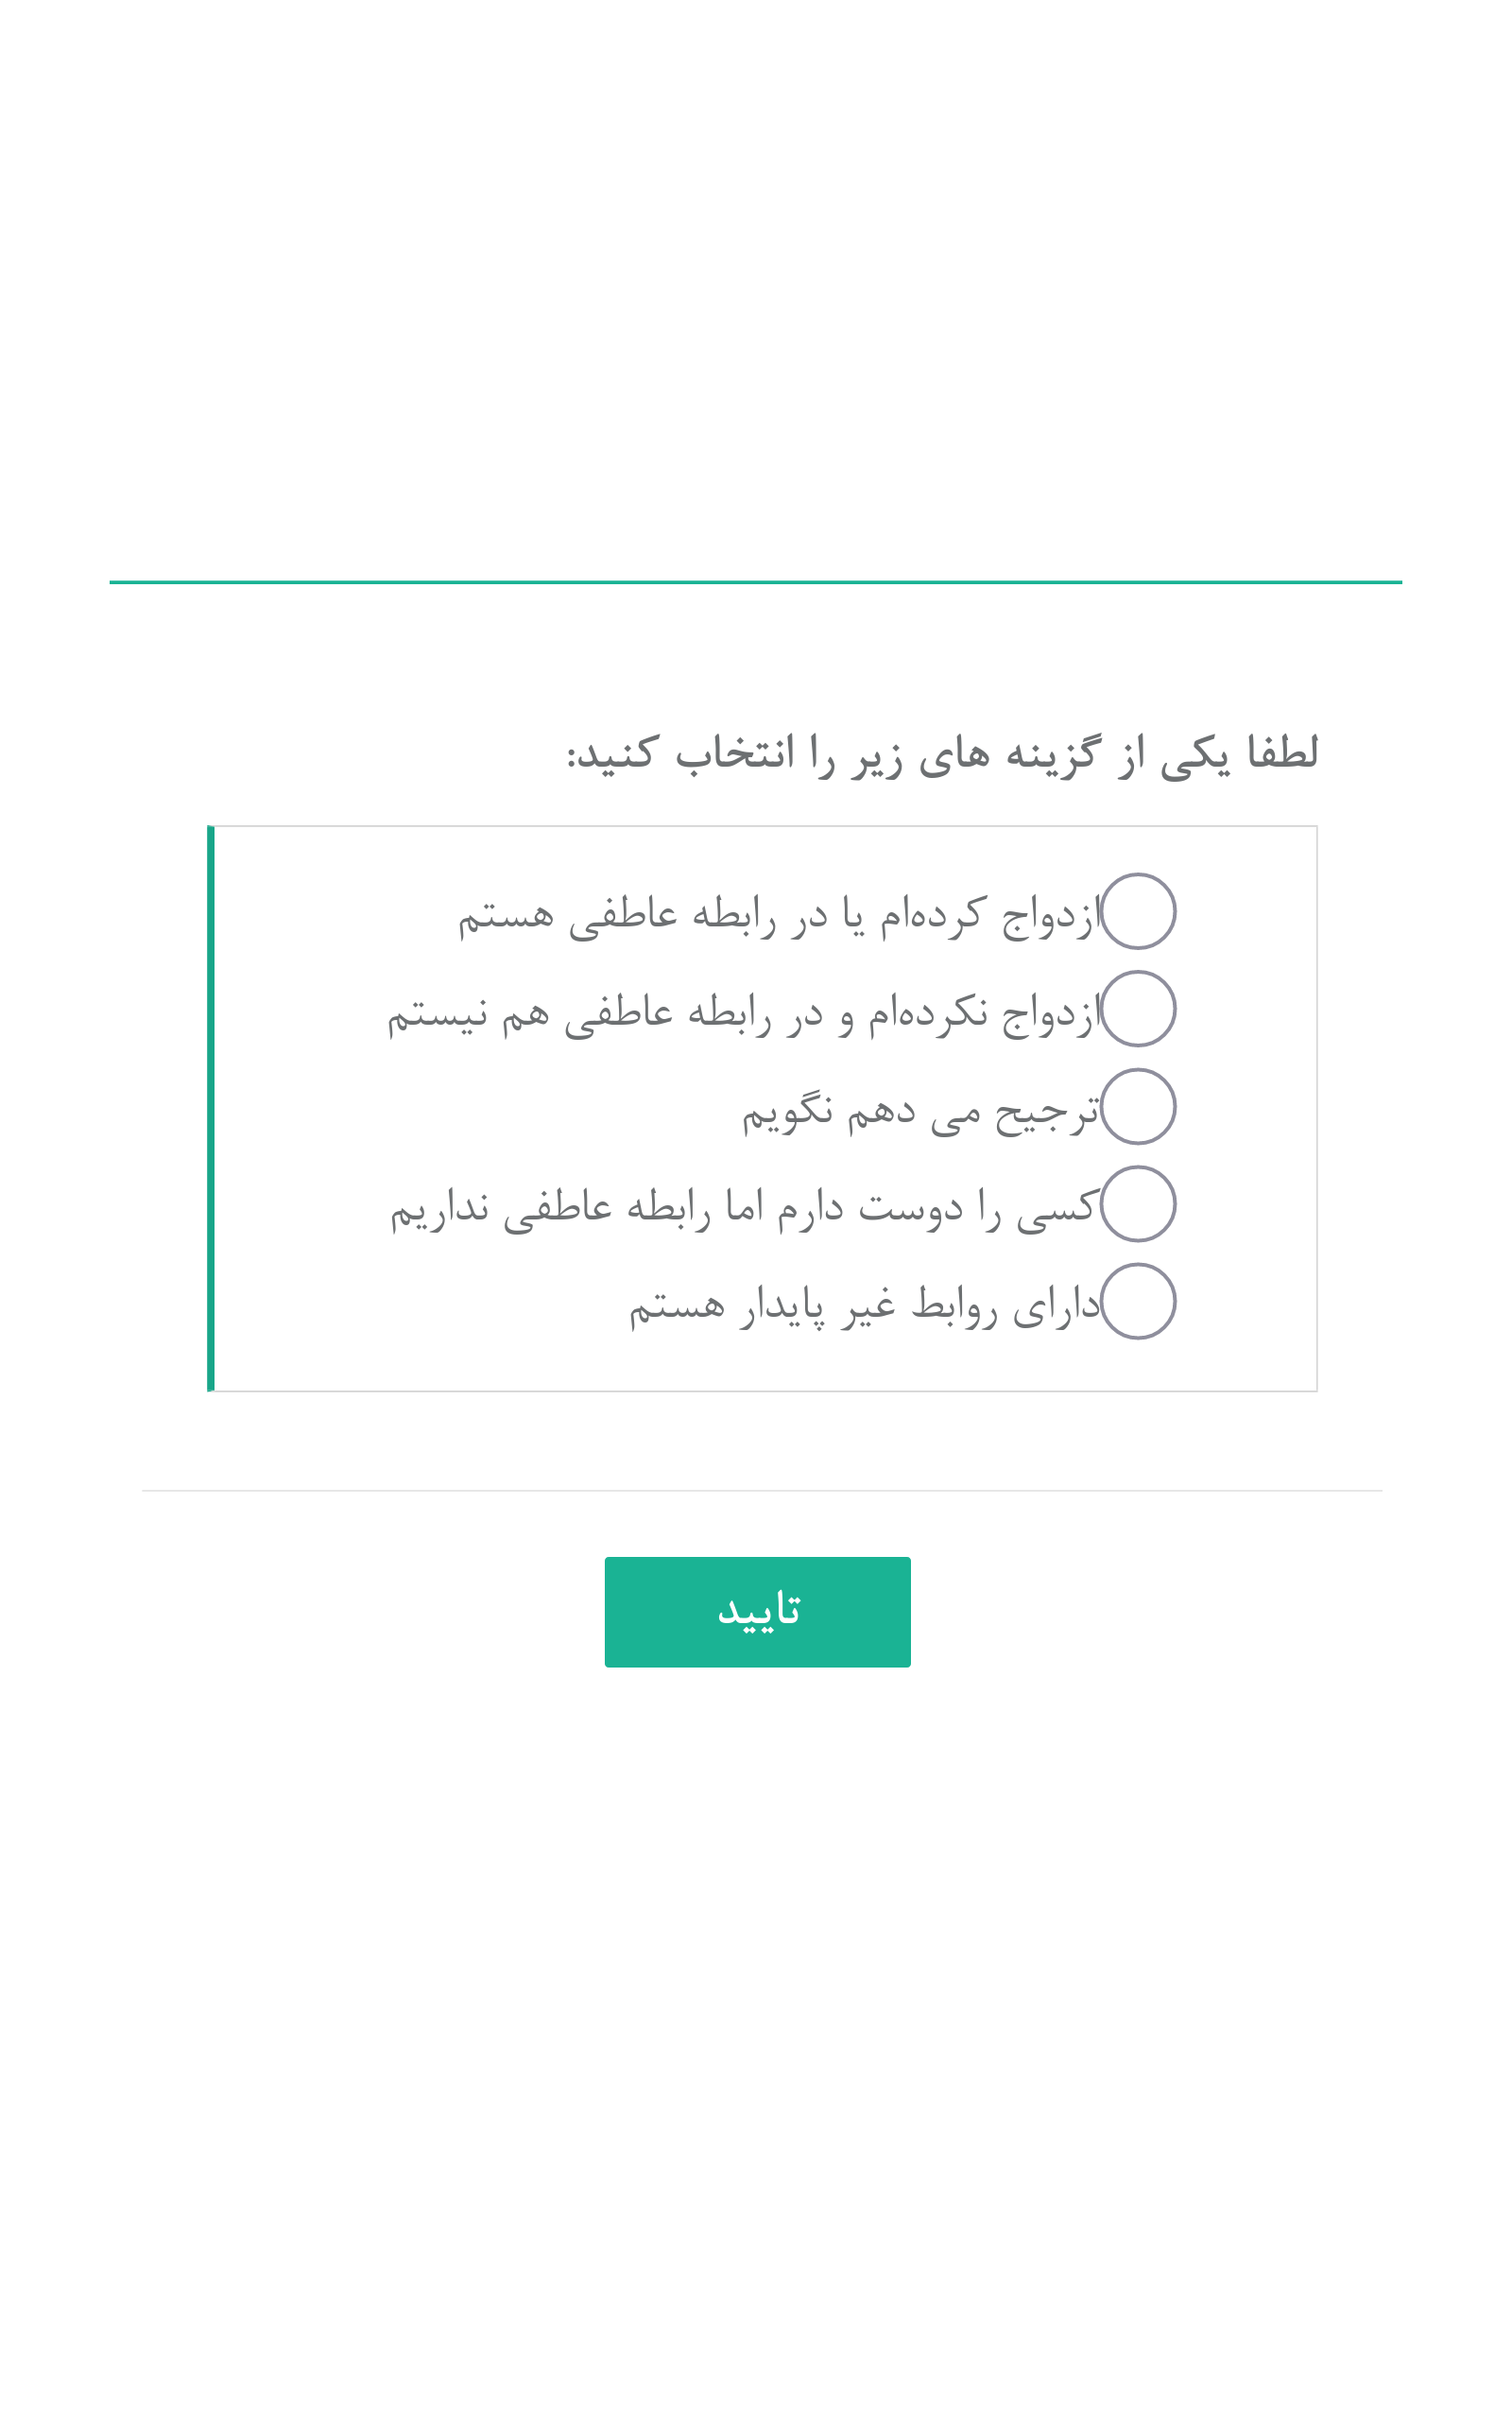 لطفا یکی از گزینه های زیر را انتخاب کنید:
ازدواج کرده‌ام یا در رابطه عاطفی هستم
ازدواج نکرده‌ام و در رابطه عاطفی هم نیستم
ترجیح می دهم نگویم
کسی را دوست دارم اما رابطه عاطفی نداریم
دارای روابط غیر پایدار هستم
تایید